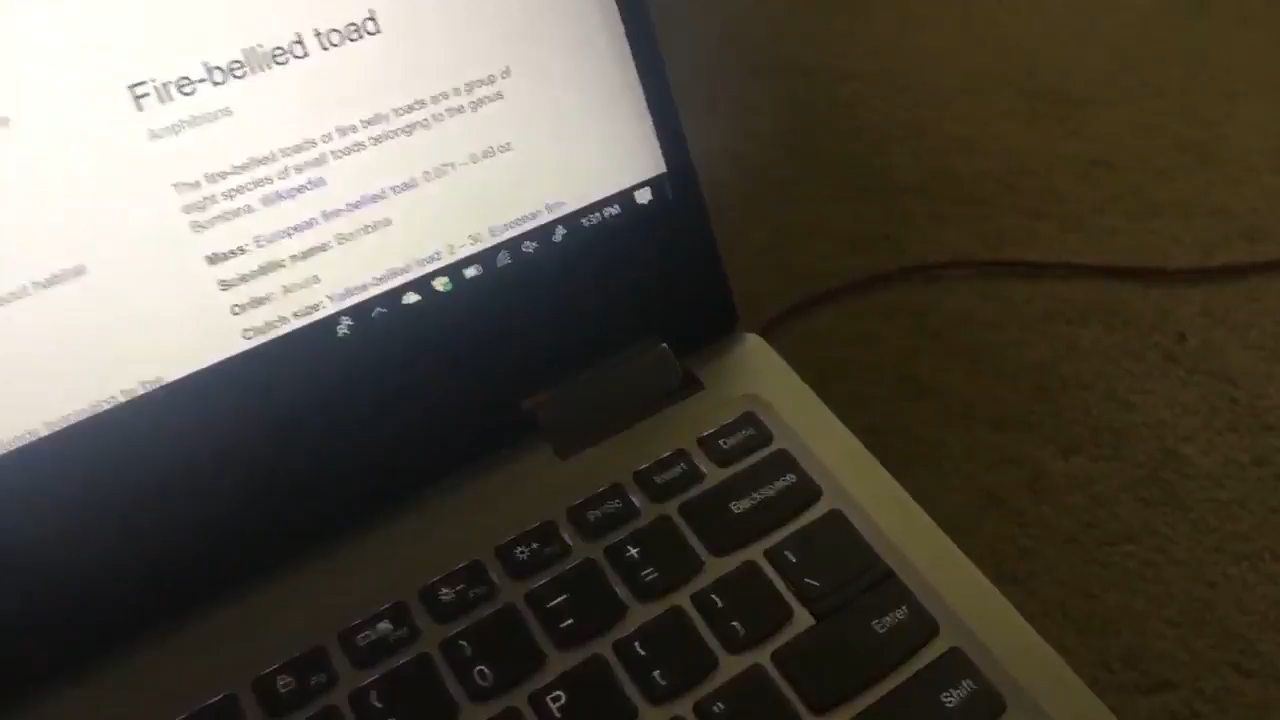 Fire-bellied toad
Amphibians
The fire-bellied toads or fire belly toads are a group of
eight species of small toads belonging to the genus
Bombina. Wikipedia
Mass: European fire-bellied toad: 0.071 – 0.49 oz
Scientific name: Bombina
Order: Anura
Clutch size: Yellow-bellied toad: 2 – 30, European fire-
PM
Delete
Insert
PrtSc
Backspace
+
=
Enter
P
0
Shift